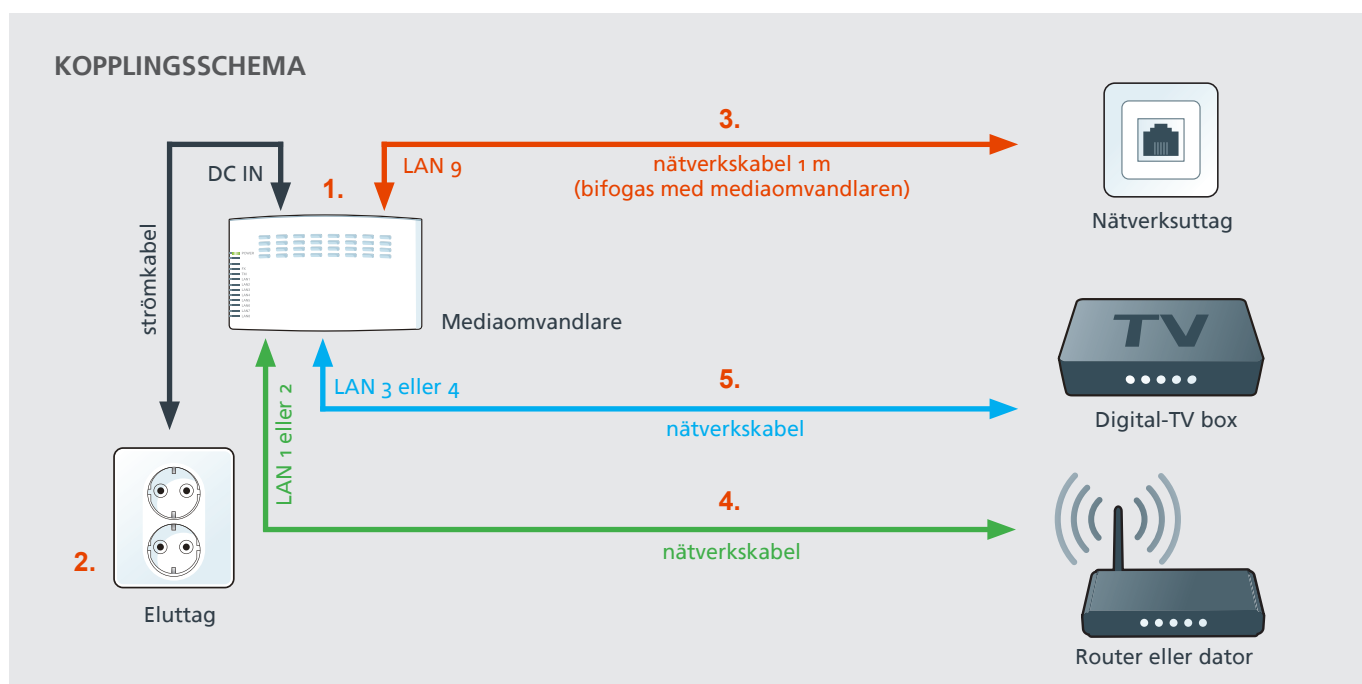 KOPPLINGSSCHEMA
3.
DC IN
1.
LAN 9
nätverkskabel 1 m
(bifogas med mediaomvandlaren)
Nätverksuttag
strömkabel
POWER
Mediaomvandlare
TV
LAN 1 eller 2
LAN 3 eller 4
5.
nätverkskabel
Digital-TV box
4.
nätverkskabel
2.
Eluttag
Router eller dator